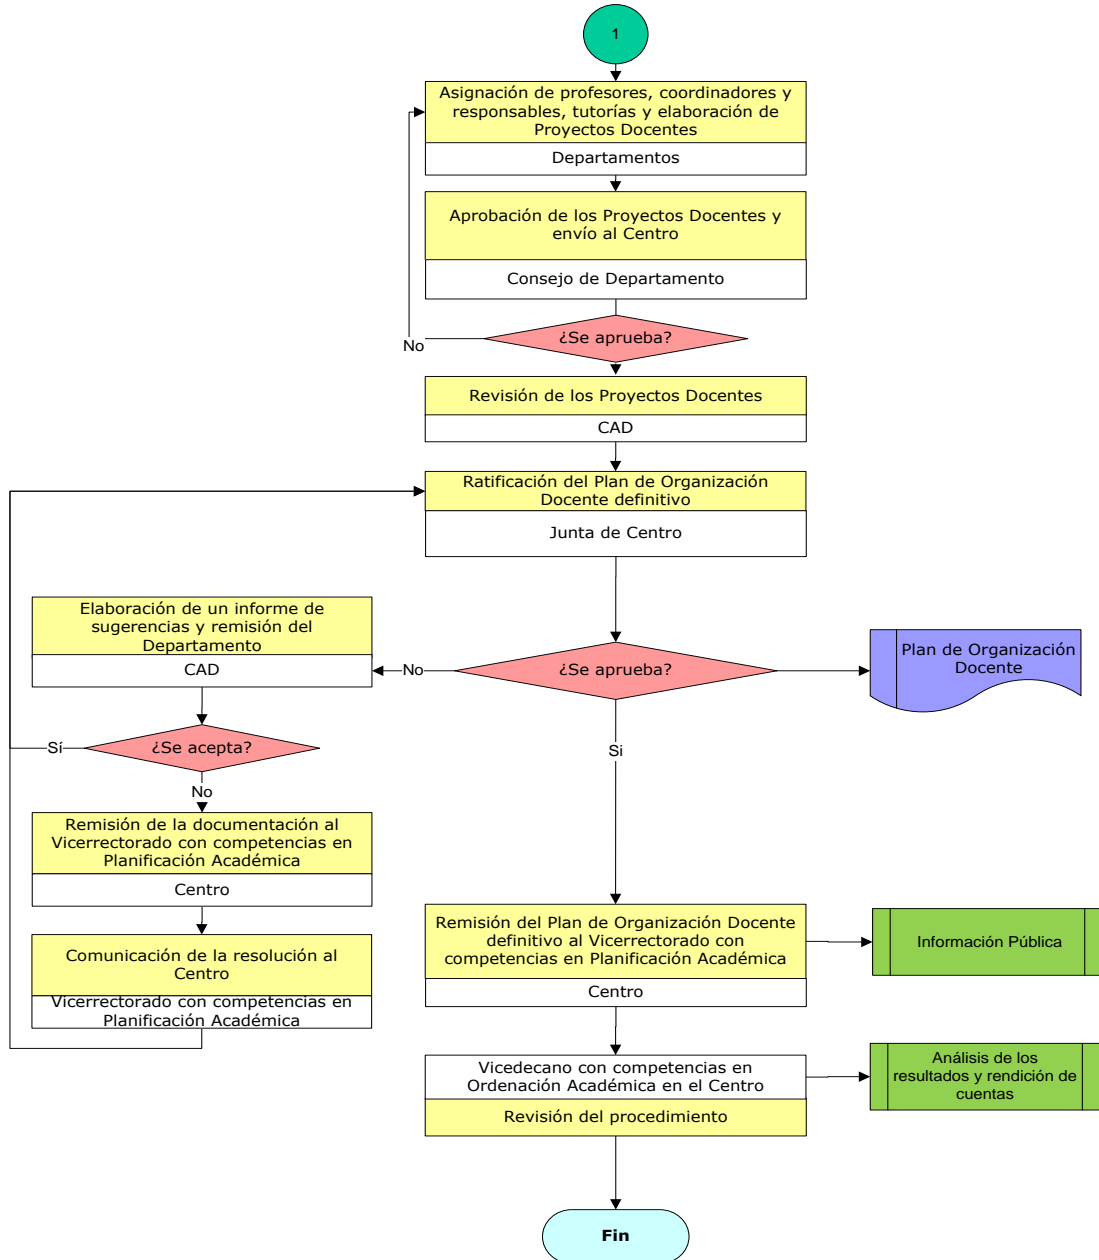 1
Asignación de profesores, coordinadores y
responsables, tutorías y elaboración de
Proyectos Docentes
Departamentos
Aprobación de los Proyectos Docentes y
envío al Centro
Consejo de Departamento
¿Se aprueba?
No
Revisión de los Proyectos Docentes
CAD
Ratificación del Plan de Organización
Docente definitivo
Junta de Centro
Elaboración de un informe de
sugerencias y remisión del
Departamento
CAD
No
¿Se aprueba?
Plan de Organización
Docente
Sí
¿Se acepta?
Si
No
Remisión de la documentación al
Vicerrectorado con competencias en
Planificación Académica
Centro
Comunicación de la resolución al
Centro
Vicerrectorado con competencias en
Planificación Académica
Remisión del Plan de Organización Docente
definitivo al Vicerrectorado con
competencias en Planificación Académica
Centro
Información Pública
Vicedecano con competencias en
Ordenación Académica en el Centro
Revisión del procedimiento
Análisis de los
resultados y rendición de
cuentas
Fin